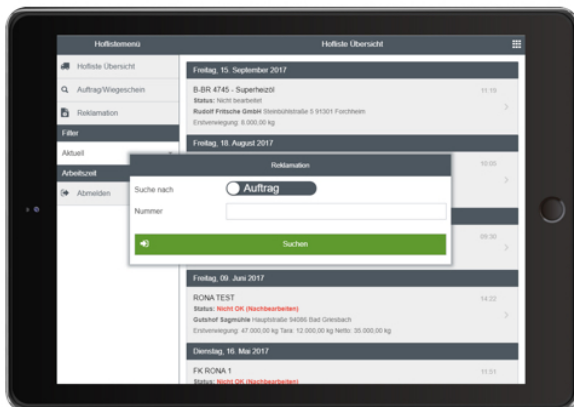 Hoflistemenü
Hofliste Übersicht
Hofliste Übersicht
Auftrag/Wiegeschein
Reklamation
Filter
Aktuell
Arbeitszeit
Abmelden
Freitag, 15. September 2017
B-BR 4745 - Superheizöl
11:19
Status: Nicht bearbeitet
Rudolf Fritsche GmbH Steinbühlstraße 5 91301 Forchheim
Erstverwiegung: 8.000,00 kg
Freitag, 18. August 2017
10:05
Reklamation
Suche nach
Auftrag
Nummer
Suchen
09:30
Freitag, 09. Juni 2017
RONA TEST
14:22
Status: Nicht OK (Nachbearbeiten)
Gutshof Sagmühle Hauptstraße 94086 Bad Griesbach
Erstverwiegung: 47.000,00 kg Tara: 12.000,00 kg Netto: 35.000,00 kg
Dienstag, 16. Mai 2017
FK RONA 1
11:51
Status: Nicht OK (Nachbearbeiten)